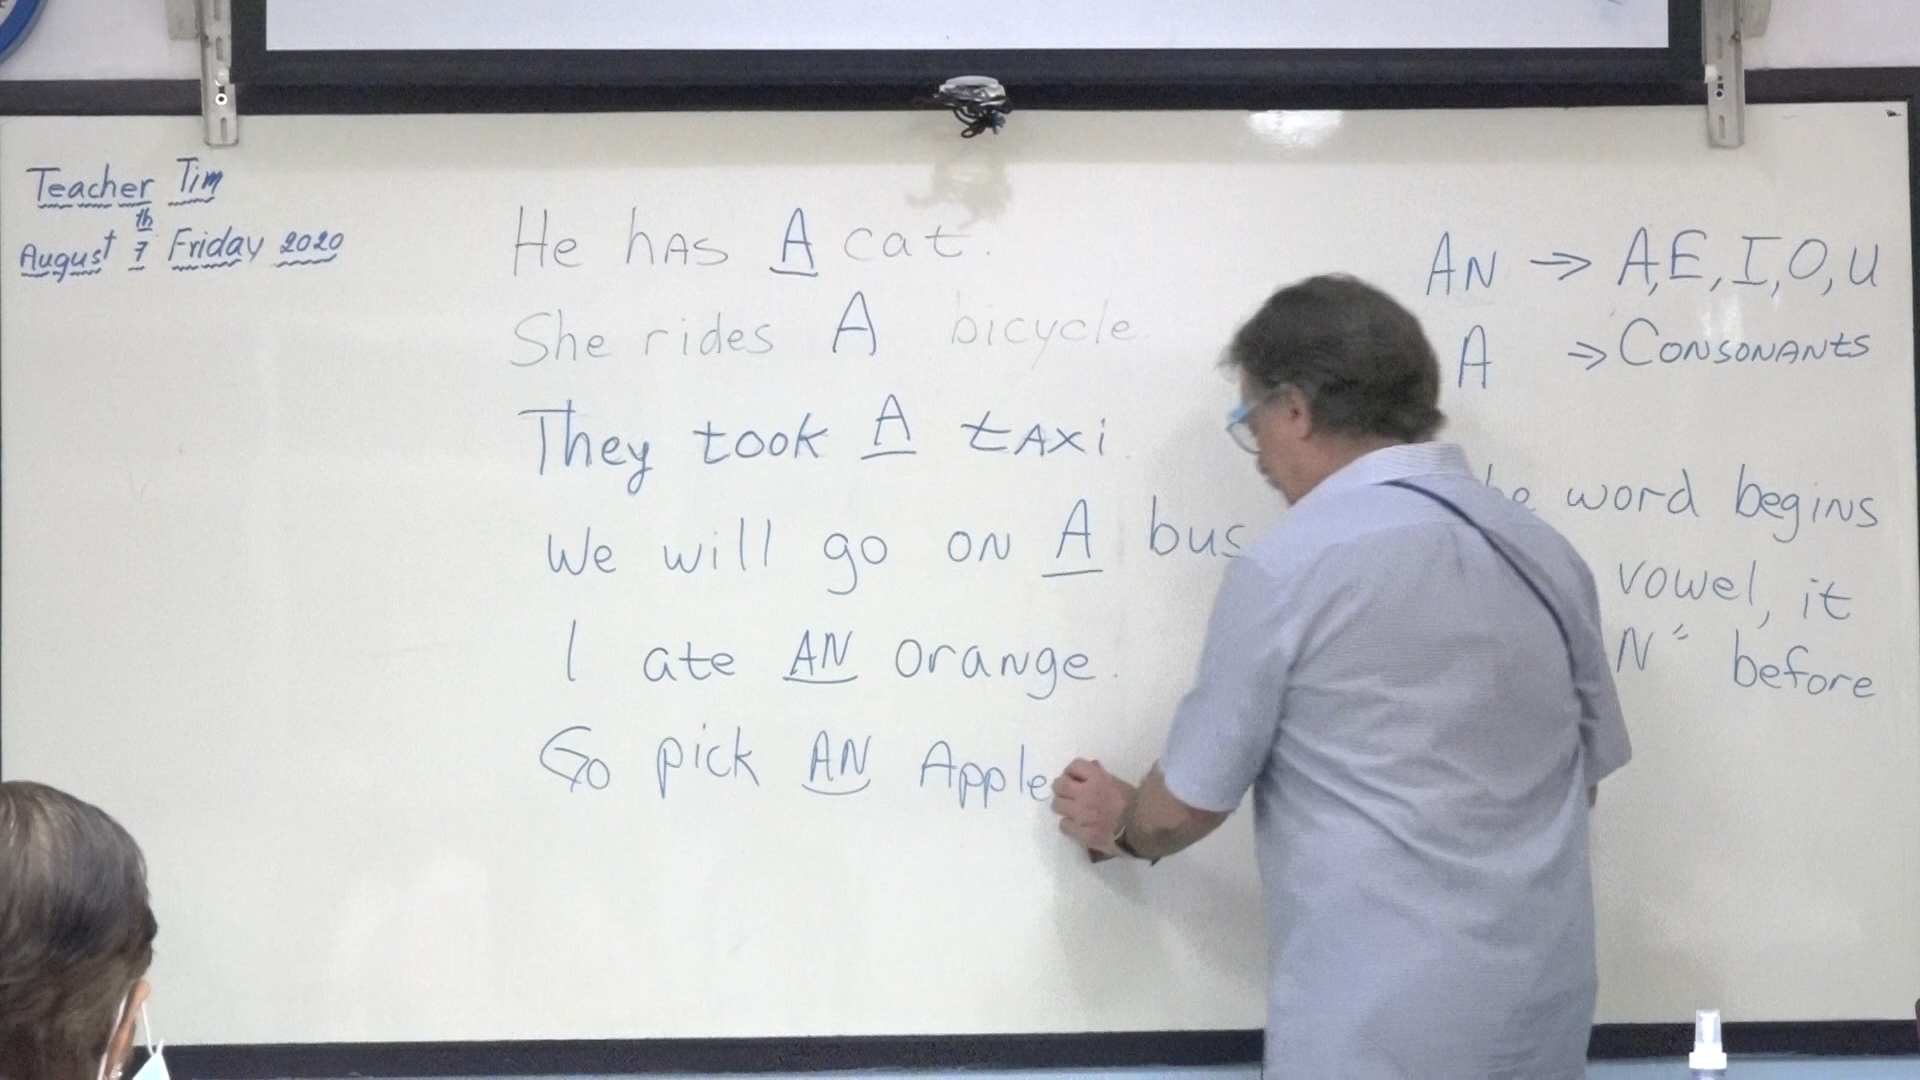 Teacher Tim
August 7th Friday 2020
He hAS A cat.
She rides A bicycle.
They took A tAxi.
We will go oN A bus
I ate AN OraNge.
Go pick AN Apple
AN → A, E, I, O, U
A → CONSONANtS
word begiNs
vowel, it
N" before